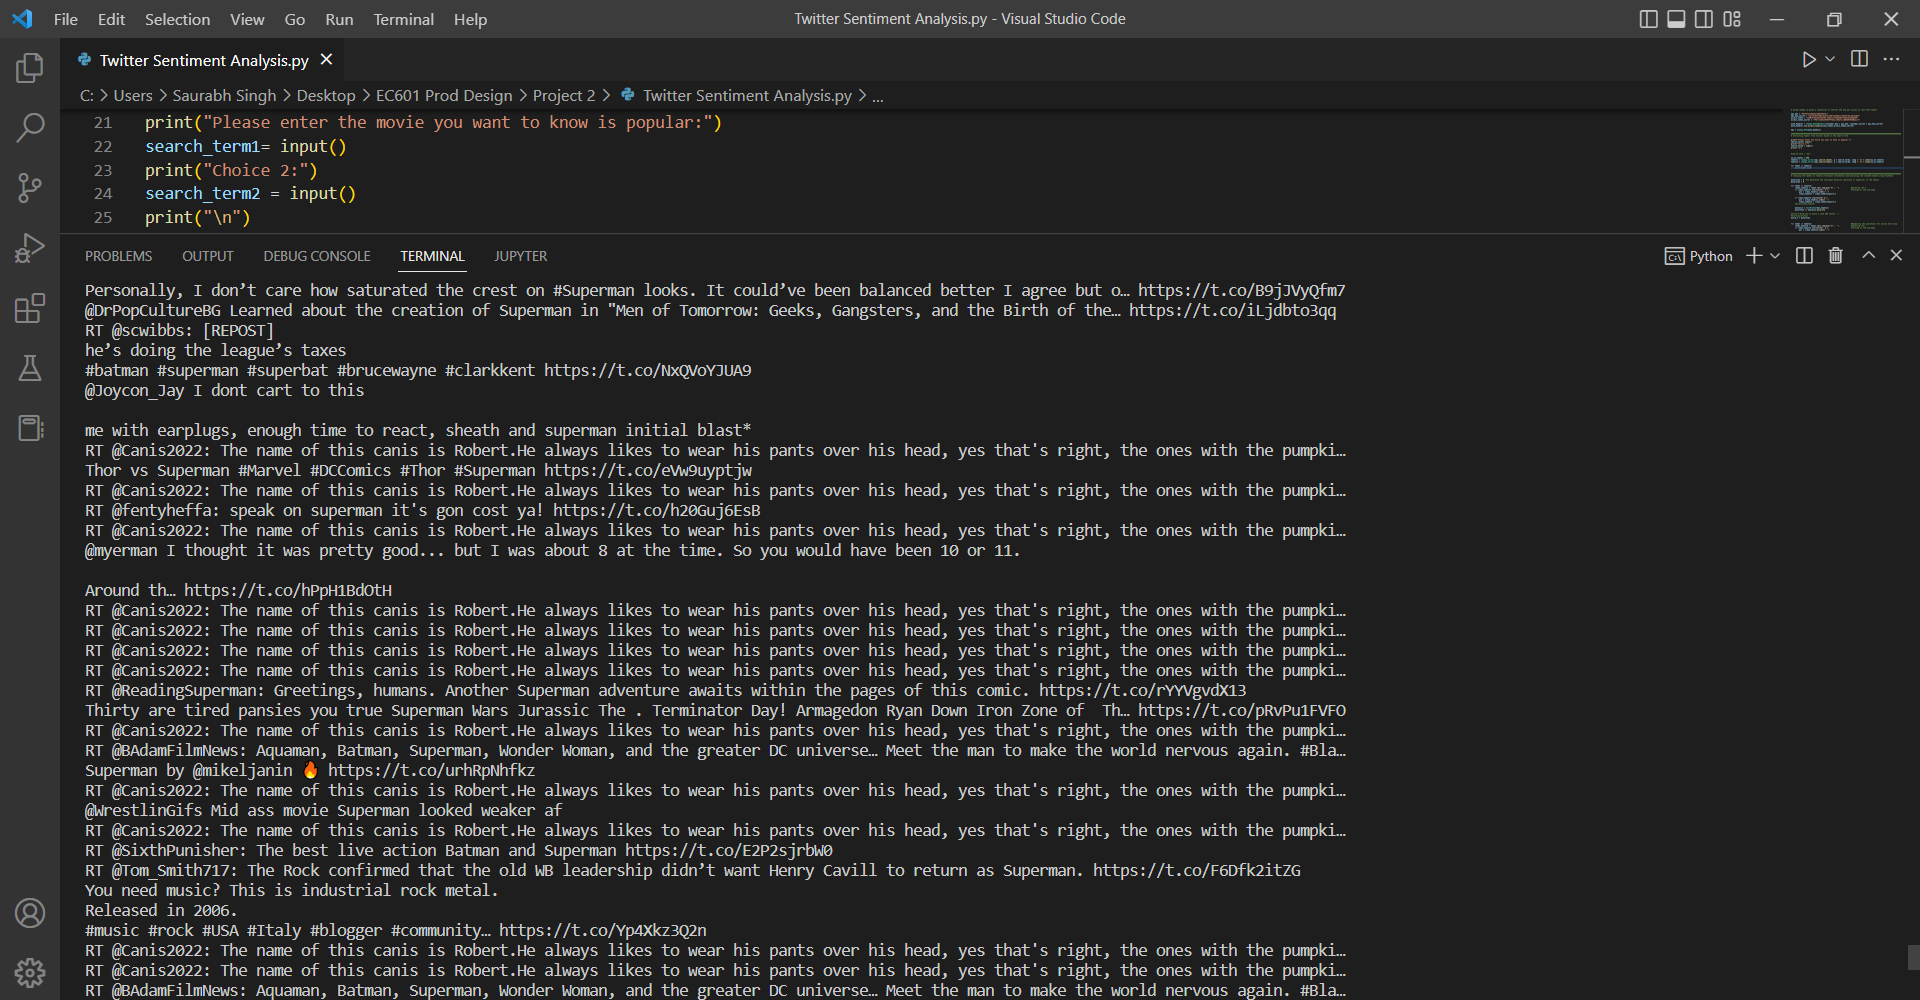 File Edit Selection View Go Run Terminal Help
Twitter Sentiment Analysis.py - Visual Studio Code
Twitter Sentiment Analysis.py
C: > Users > Saurabh Singh > Desktop > EC601 Prod Design > Project 2 > Twitter Sentiment Analysis.py > ...
21 print("Please enter the movie you want to know is popular:")
22 search_term1= input()
23 print("Choice 2:")
24 search_term2 = input()
25 print("\n")
PROBLEMS OUTPUT DEBUG CONSOLE TERMINAL JUPYTER
Python
Personally, I don’t care how saturated the crest on #Superman looks. It could’ve been balanced better I agree but o… https://t.co/B9jJVyQfm7
@DrPopCultureBG Learned about the creation of Superman in "Men of Tomorrow: Geeks, Gangsters, and the Birth of the… https://t.co/iLjdbto3qq
RT @scwibbs: [REPOST]
he’s doing the league’s taxes
#batman #superman #superbat #brucewayne #clarkkent https://t.co/NxQVoYJUA9
@Joycon_Jay I dont cart to this
me with earplugs, enough time to react, sheath and superman initial blast*
RT @Canis2022: The name of this canis is Robert.He always likes to wear his pants over his head, yes that's right, the ones with the pumpki…
Thor vs Superman #Marvel #DCComics #Thor #Superman https://t.co/eVw9uyptjw
RT @Canis2022: The name of this canis is Robert.He always likes to wear his pants over his head, yes that's right, the ones with the pumpki…
RT @fentyheffa: speak on superman it's gon cost ya! https://t.co/h20Guj6EsB
RT @Canis2022: The name of this canis is Robert.He always likes to wear his pants over his head, yes that's right, the ones with the pumpki…
@myerman I thought it was pretty good... but I was about 8 at the time. So you would have been 10 or 11.
Around th… https://t.co/hPpH1BdOtH
RT @Canis2022: The name of this canis is Robert.He always likes to wear his pants over his head, yes that's right, the ones with the pumpki…
RT @Canis2022: The name of this canis is Robert.He always likes to wear his pants over his head, yes that's right, the ones with the pumpki…
RT @Canis2022: The name of this canis is Robert.He always likes to wear his pants over his head, yes that's right, the ones with the pumpki…
RT @Canis2022: The name of this canis is Robert.He always likes to wear his pants over his head, yes that's right, the ones with the pumpki…
RT @ReadingSuperman: Greetings, humans. Another Superman adventure awaits within the pages of this comic. https://t.co/rYYVgvdX13
Thirty are tired pansies you true Superman Wars Jurassic The . Terminator Day! Armagedon Ryan Down Iron Zone of  Th… https://t.co/pRvPu1FVFO
RT @Canis2022: The name of this canis is Robert.He always likes to wear his pants over his head, yes that's right, the ones with the pumpki…
RT @BAdamFilmNews: Aquaman, Batman, Superman, Wonder Woman, and the greater DC universe… Meet the man to make the world nervous again. #Bla…
Superman by @mikeljanin 🔥 https://t.co/urhRpNhfkz
RT @Canis2022: The name of this canis is Robert.He always likes to wear his pants over his head, yes that's right, the ones with the pumpki…
@WrestlinGifs Mid ass movie Superman looked weaker af
RT @Canis2022: The name of this canis is Robert.He always likes to wear his pants over his head, yes that's right, the ones with the pumpki…
RT @SixthPunisher: The best live action Batman and Superman https://t.co/E2P2sjrbW0
RT @Tom_Smith717: The Rock confirmed that the old WB leadership didn’t want Henry Cavill to return as Superman. https://t.co/F6Dfk2itZG
You need music? This is industrial rock metal.
Released in 2006.
#music #rock #USA #Italy #blogger #community… https://t.co/Yp4Xkz3Q2n
RT @Canis2022: The name of this canis is Robert.He always likes to wear his pants over his head, yes that's right, the ones with the pumpki…
RT @Canis2022: The name of this canis is Robert.He always likes to wear his pants over his head, yes that's right, the ones with the pumpki…
RT @BAdamFilmNews: Aquaman, Batman, Superman, Wonder Woman, and the greater DC universe… Meet the man to make the world nervous again. #Bla…